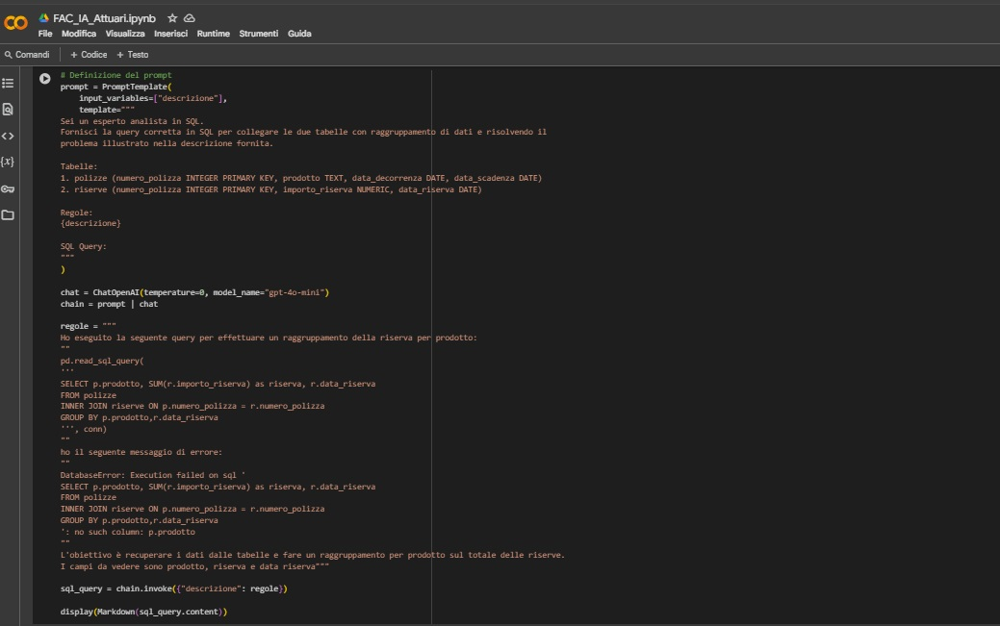 FAC_IA_Attuari.ipynb
File Modifica Visualizza Inserisci Runtime Strumenti Guida
Comandi + Codice + Testo
# Definizione del prompt
prompt = PromptTemplate(
    input_variables=["descrizione"],
    template="""
Sei un esperto analista in SQL.
Fornisci la query corretta in SQL per collegare le due tabelle con raggruppamento di dati e risolvendo il
problema illustrato nella descrizione fornita.
Tabelle:
1. polizze (numero_polizza INTEGER PRIMARY KEY, prodotto TEXT, data_decorrenza DATE, data_scadenza DATE)
2. riserve (numero_polizza INTEGER PRIMARY KEY, importo_riserva NUMERIC, data_riserva DATE)
Regole:
{descrizione}
SQL Query:
"""
)
chat = ChatOpenAI(temperature=0, model_name="gpt-4o-mini")
chain = prompt | chat
regole = """
Ho eseguito la seguente query per effettuare un raggruppamento della riserva per prodotto:
""
pd.read_sql_query(
'''
SELECT p.prodotto, SUM(r.importo_riserva) as riserva, r.data_riserva
FROM polizze
INNER JOIN riserve ON p.numero_polizza = r.numero_polizza
GROUP BY p.prodotto,r.data_riserva
''', conn)
""
ho il seguente messaggio di errore:
""
DatabaseError: Execution failed on sql '
SELECT p.prodotto, SUM(r.importo_riserva) as riserva, r.data_riserva
FROM polizze
INNER JOIN riserve ON p.numero_polizza = r.numero_polizza
GROUP BY p.prodotto,r.data_riserva
': no such column: p.prodotto
""
L'obiettivo è recuperare i dati dalle tabelle e fare un raggruppamento per prodotto sul totale delle riserve.
I campi da vedere sono prodotto, riserva e data riserva"""
sql_query = chain.invoke({"descrizione": regole})
display(Markdown(sql_query.content))